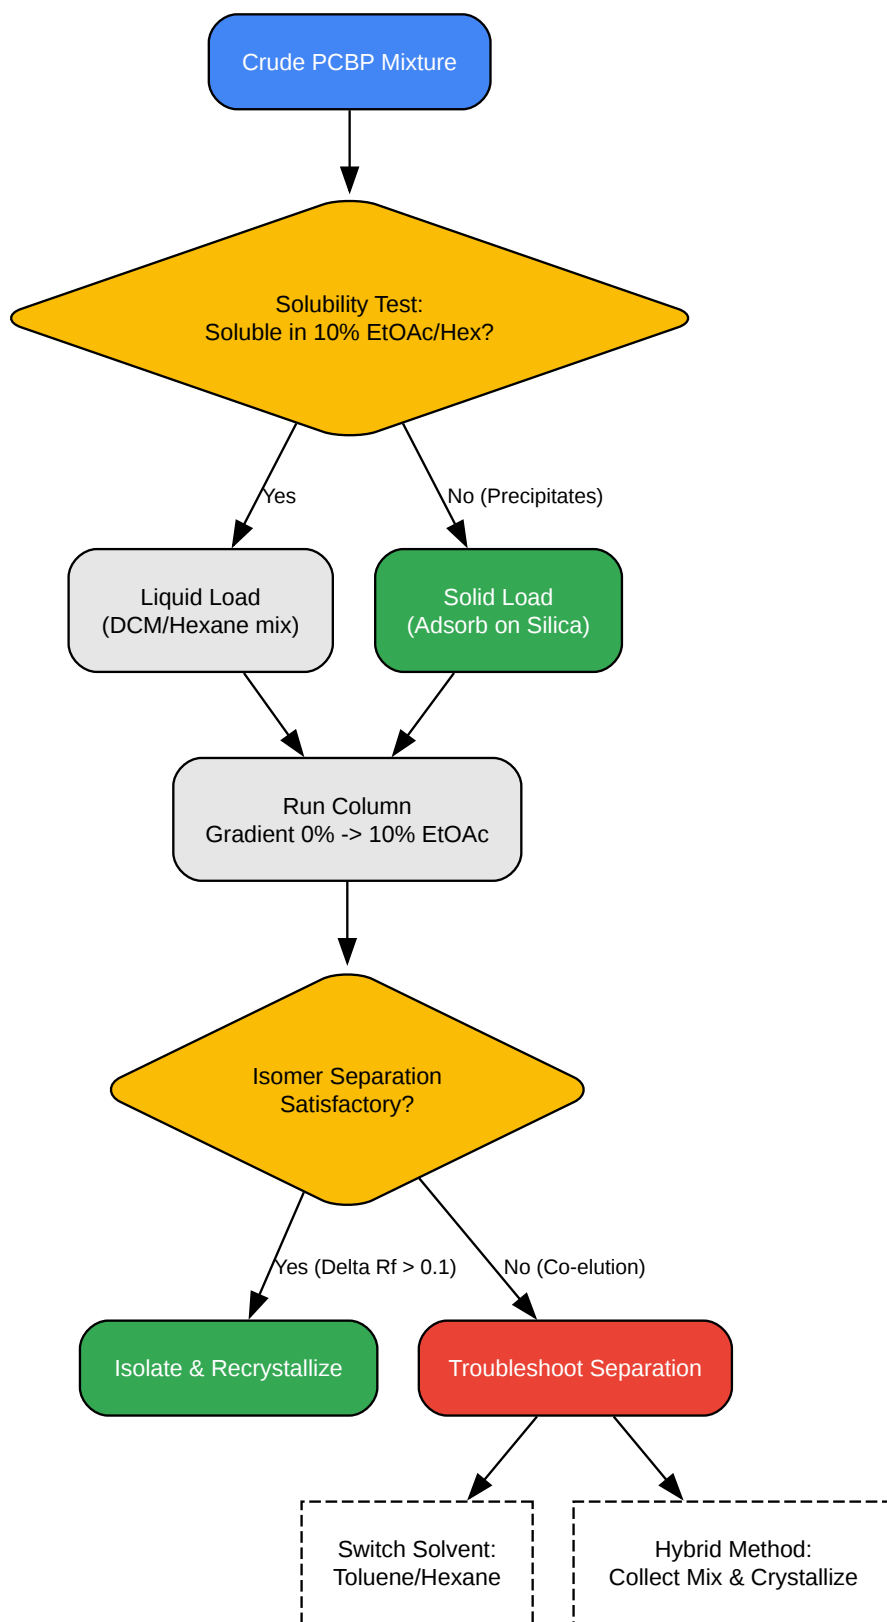 Crude PCBP Mixture
Solubility Test:
Soluble in 10% EtOAc/Hex?
Yes
No (Precipitates)
Liquid Load
(DCM/Hexane mix)
Solid Load
(Adsorb on Silica)
Run Column
Gradient 0% -> 10% EtOAc
Isomer Separation
Satisfactory?
Yes (Delta Rf > 0.1)
No (Co-elution)
Isolate & Recrystallize
Troubleshoot Separation
Switch Solvent:
Toluene/Hexane
Hybrid Method:
Collect Mix & Crystallize